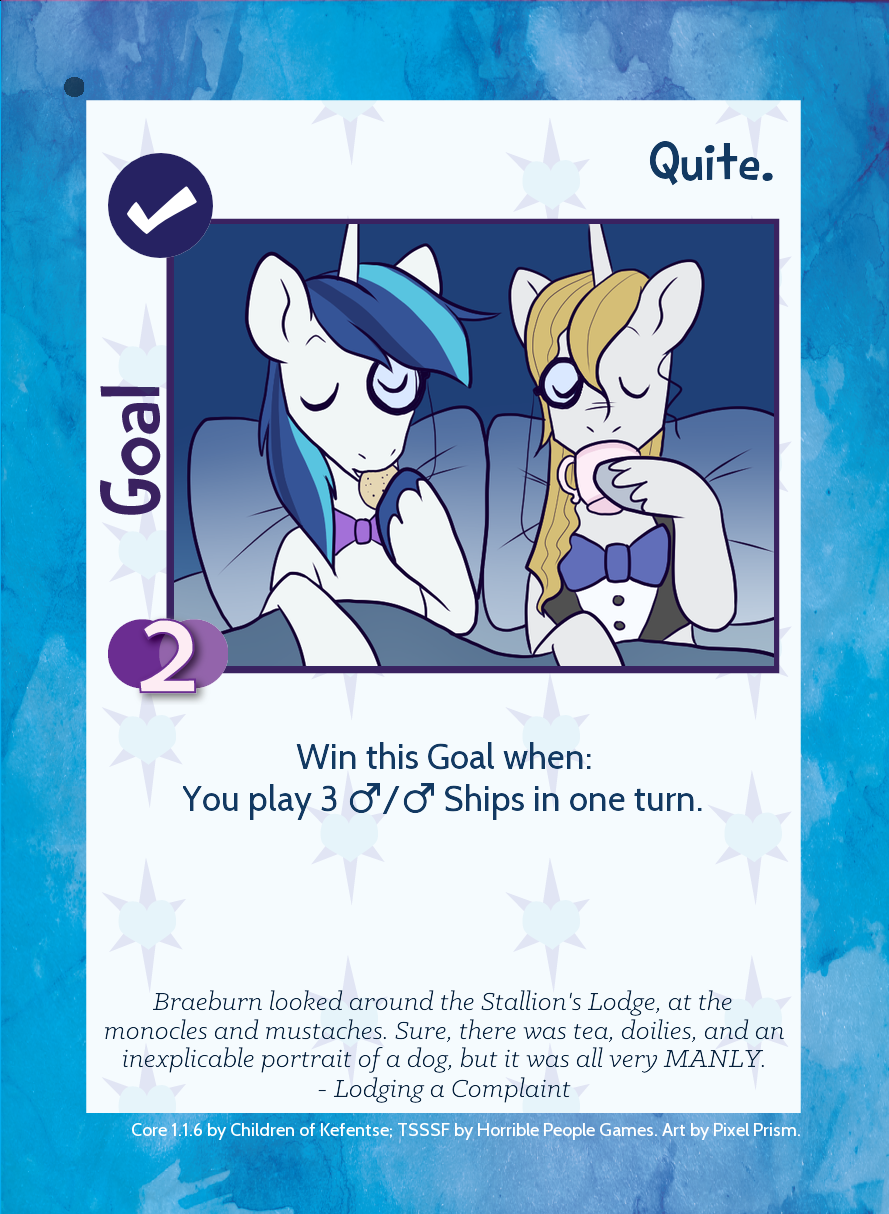 Quite.
Goal
2
Win this Goal when:
You play 3 ♂/♂ Ships in one turn.
Braeburn looked around the Stallion's Lodge, at the
monocles and mustaches. Sure, there was tea, doilies, and an
inexplicable portrait of a dog, but it was all very MANLY.
- Lodging a Complaint
Core 1.1.6 by Children of Kefentse; TSSSF by Horrible People Games. Art by Pixel Prism.